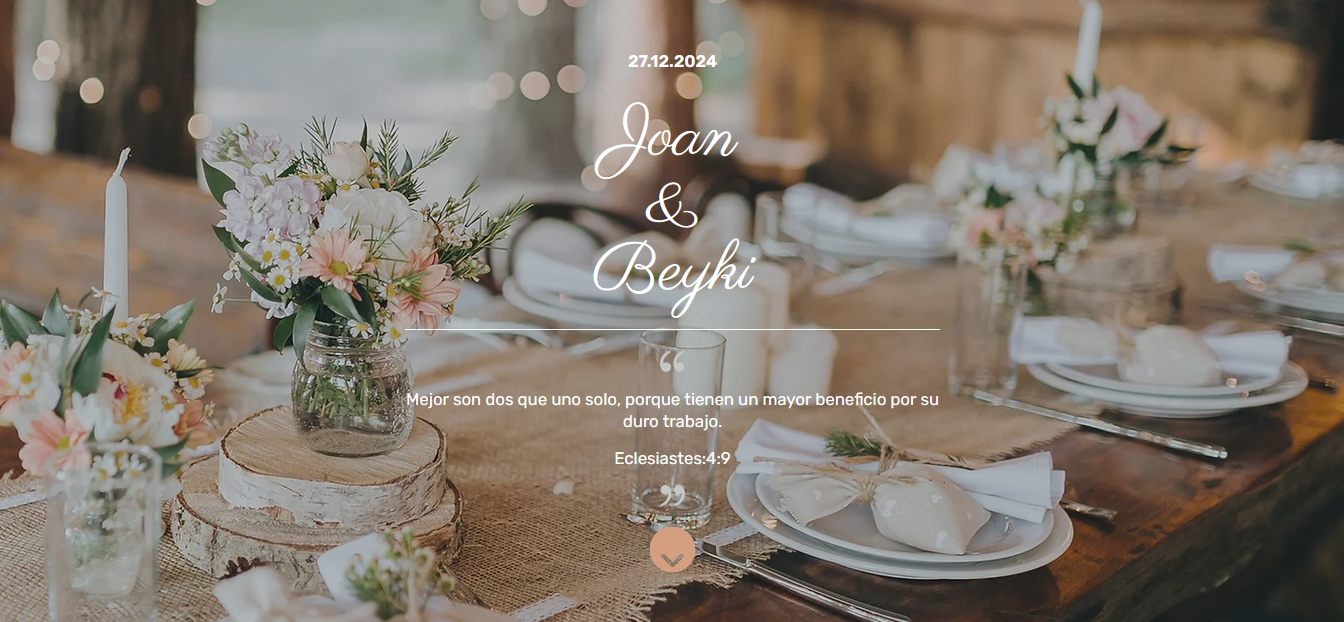 27.12.2024
Joan
&
Beyki
“
Mejor son dos que uno solo, porque tienen un mayor beneficio por su
duro trabajo.
Eclesiastes:4:9
”